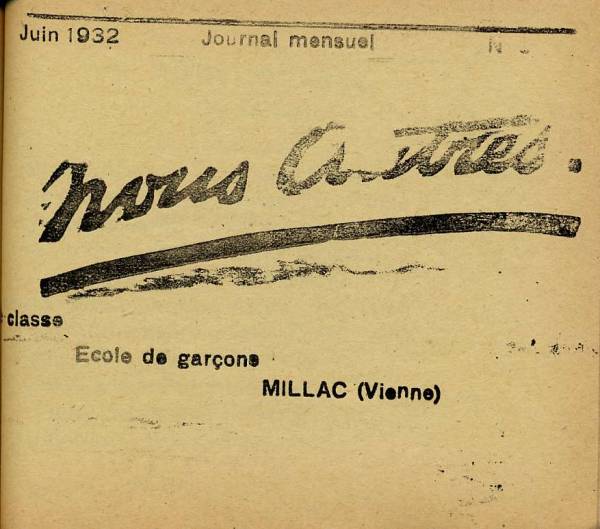 Juin 1932 Journal mensuel N
nous Autres.
classe
Ecole de garçons
MILLAC (Vienne)